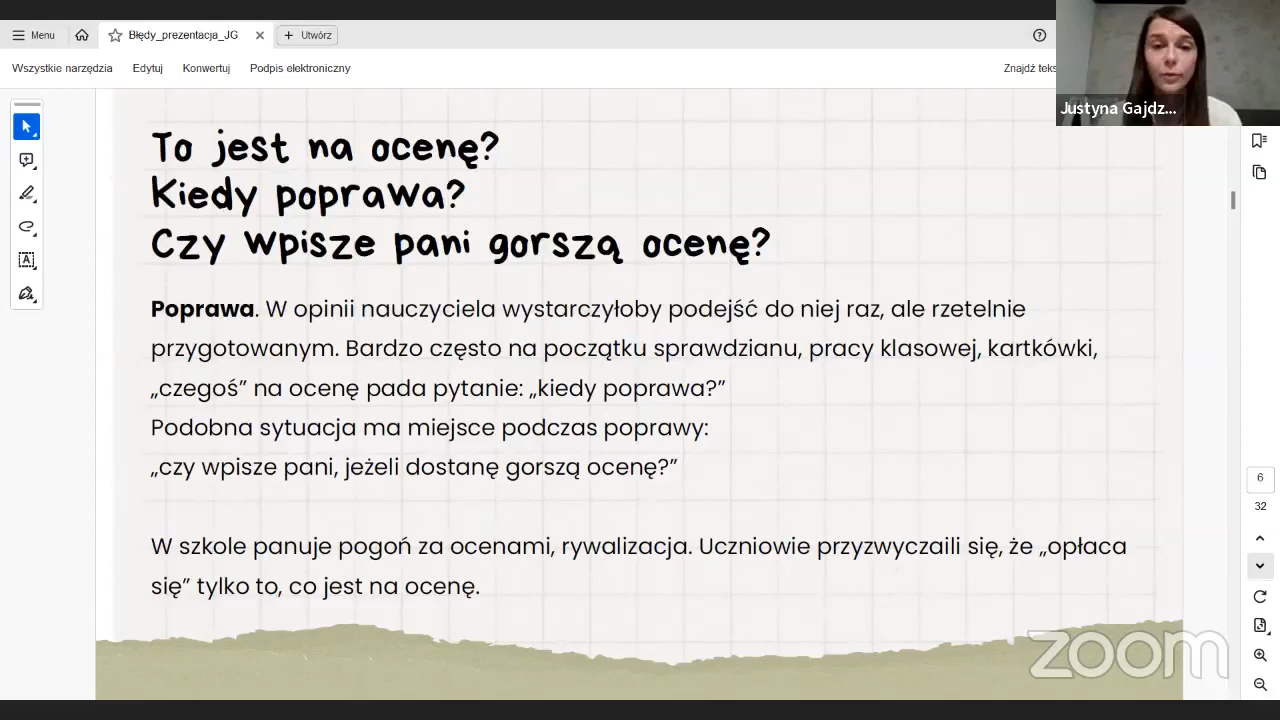 Menu
Błędy_prezentacja_JG
Utwórz
Wszystkie narzędzia
Edytuj
Konwertuj
Podpis elektroniczny
Znajdź teks
Justyna Gajdz...
To jest na ocenę?
Kiedy poprawa?
Czy wpisze pani gorszą ocenę?
Poprawa. W opinii nauczyciela wystarczyłoby podejść do niej raz, ale rzetelnie
przygotowanym. Bardzo często na początku sprawdzianu, pracy klasowej, kartkówki,
„czegoś” na ocenę pada pytanie: „kiedy poprawa?”
Podobna sytuacja ma miejsce podczas poprawy:
„czy wpisze pani, jeżeli dostanę gorszą ocenę?”
W szkole panuje pogoń za ocenami, rywalizacja. Uczniowie przyzwyczaili się, że „opłaca
się” tylko to, co jest na ocenę.
6
32
zoom